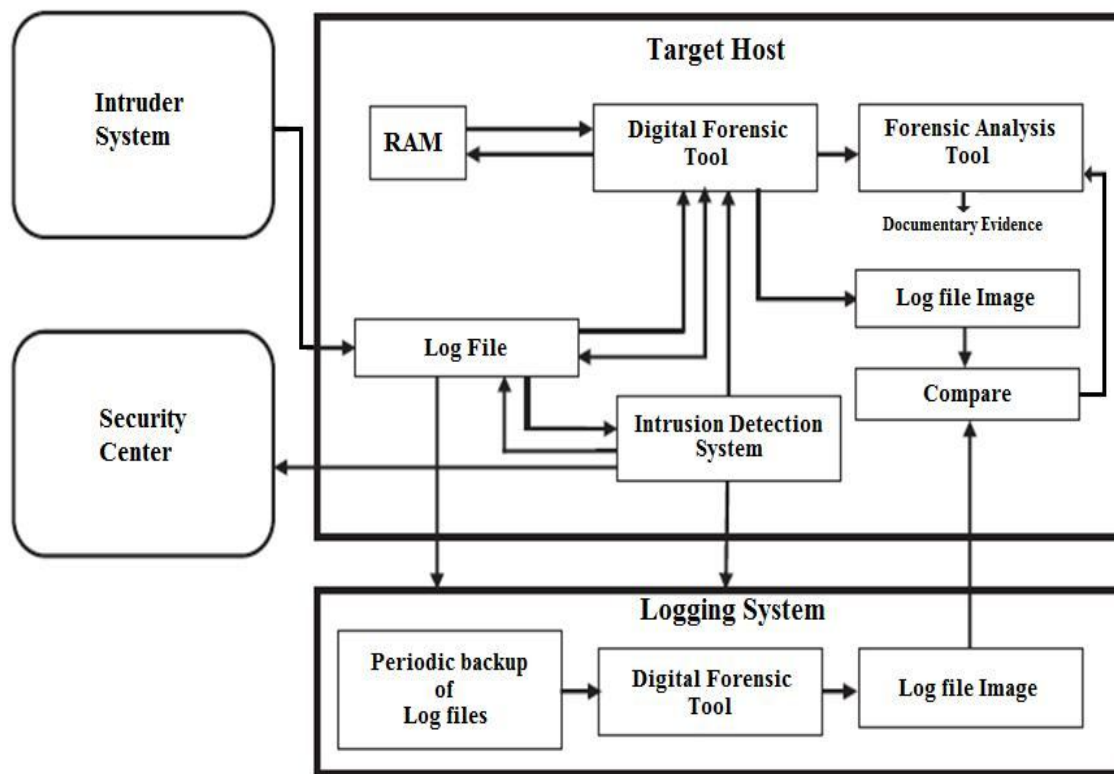 Intruder
System
Target Host
RAM
Digital Forensic
Tool
Forensic Analysis
Tool
Documentary Evidence
Log file Image
Log File
Compare
Security
Center
Intrusion Detection
System
Logging System
Periodic backup
of
Log files
Digital Forensic
Tool
Log file Image